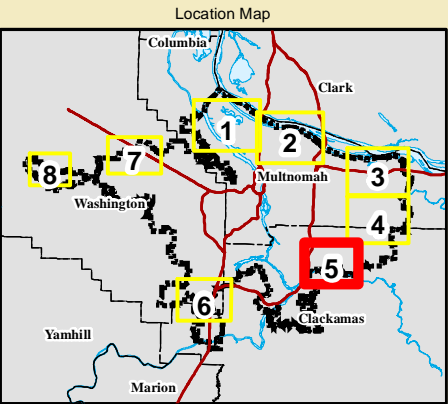 Location Map
Columbia
Clark
1
2
Multnomah
3
7
8
Washington
4
5
6
Clackamas
Yamhill
Marion